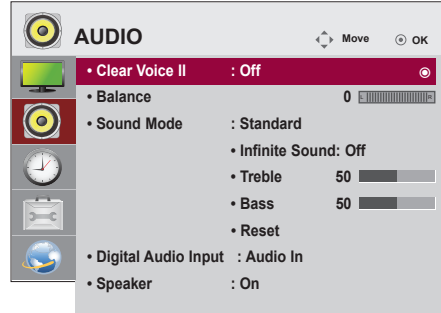 AUDIO Move OK
• Clear Voice II : Off
• Balance 0 L R
• Sound Mode : Standard
• Infinite Sound: Off
• Treble 50
• Bass 50
• Reset
• Digital Audio Input : Audio In
• Speaker : On